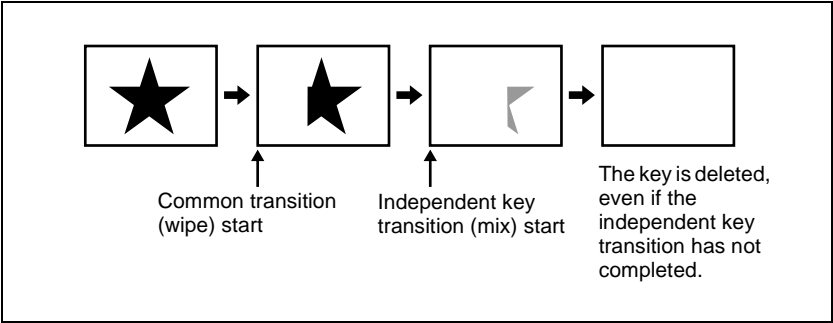 Common transition
(wipe) start
Independent key
transition (mix) start
The key is deleted,
even if the
independent key
transition has not
completed.